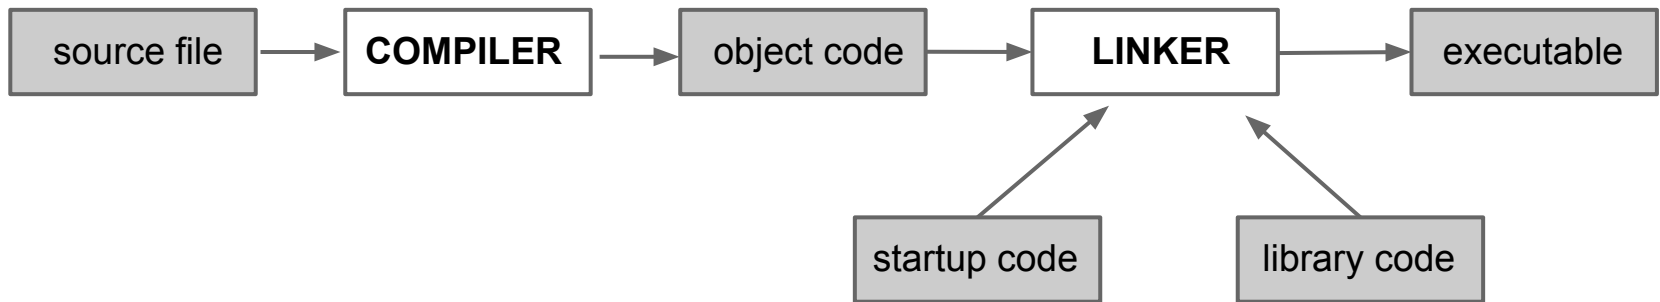 source file
COMPILER
object code
LINKER
executable
startup code
library code